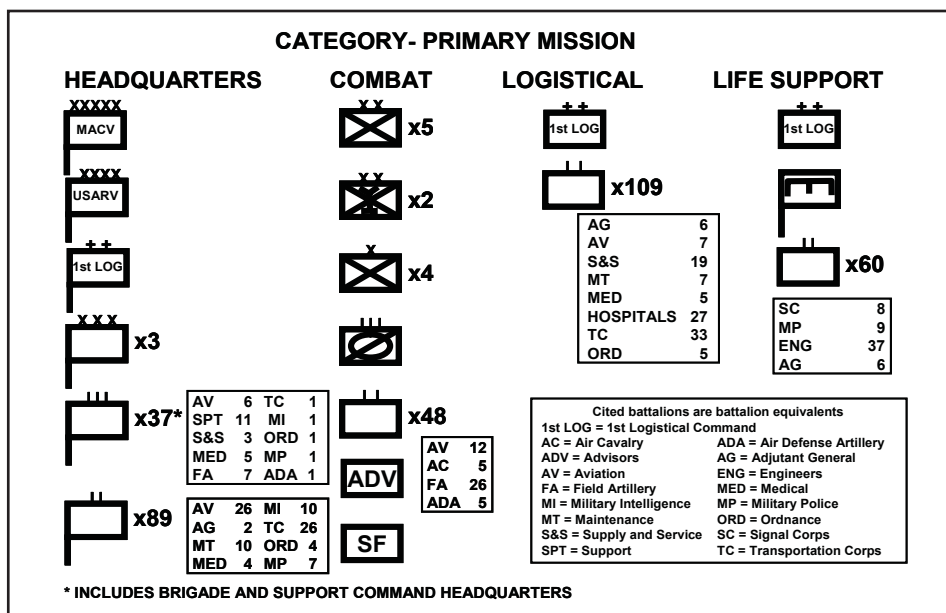 CATEGORY- PRIMARY MISSION
HEADQUARTERS
XXXXX
MACV
XXXX
USARV
++
1st LOG
XXX
x3
III
x37*
AV 6 TC 1
SPT 11 MI 1
S&S 3 ORD 1
MED 5 MP 1
FA 7 ADA 1
II
x89
AV 26 MI 10
AG 2 TC 26
MT 10 ORD 4
MED 4 MP 7
COMBAT
XX
x5
XX
x2
X
x4
III
II
x48
AV 12
AC 5
FA 26
ADA 5
ADV
SF
LOGISTICAL
++
1st LOG
II
x109
AG 6
AV 7
S&S 19
MT 7
MED 5
HOSPITALS 27
TC 33
ORD 5
LIFE SUPPORT
++
1st LOG
II
x60
SC 8
MP 9
ENG 37
AG 6
Cited battalions are battalion equivalents
1st LOG = 1st Logistical Command
AC = Air Cavalry
ADV = Advisors
AV = Aviation
FA = Field Artillery
MI = Military Intelligence
MT = Maintenance
S&S = Supply and Service
SPT = Support
ADA = Air Defense Artillery
AG = Adjutant General
ENG = Engineers
MED = Medical
MP = Military Police
ORD = Ordnance
SC = Signal Corps
TC = Transportation Corps
* INCLUDES BRIGADE AND SUPPORT COMMAND HEADQUARTERS